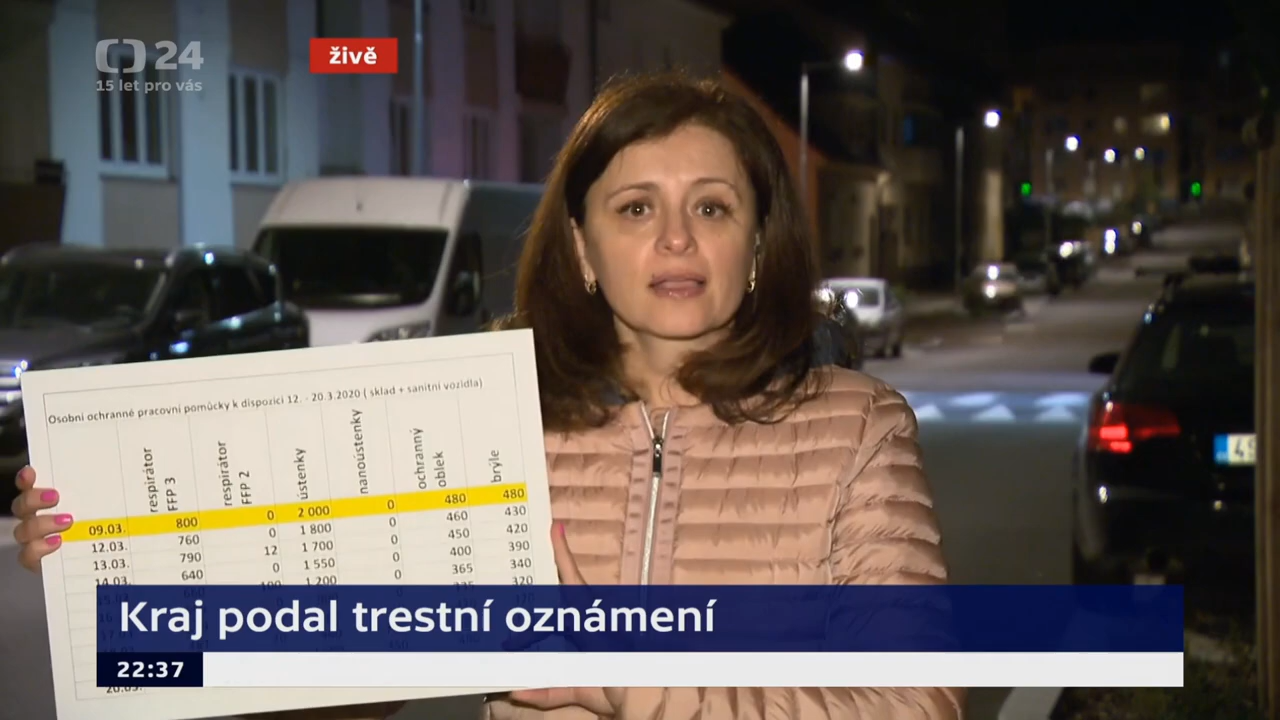 24
15 let pro vás
živě
Osobní ochranné pracovní pomůcky k dispozici 12. - 20.3.2020 ( sklad + sanitní vozidla)
respirátor FFP 3
respirátor FFP 2
ústenky
nanoústenky
ochranný oblek
brýle
09.03. 800 0 2 000 0 480 480
12.03. 760 0 1 800 0 460 430
13.03. 790 12 1 700 0 450 420
14.03. 640 0 1 550 0 400 390
1 200 0 365 340
320
Kraj podal trestní oznámení
22:37